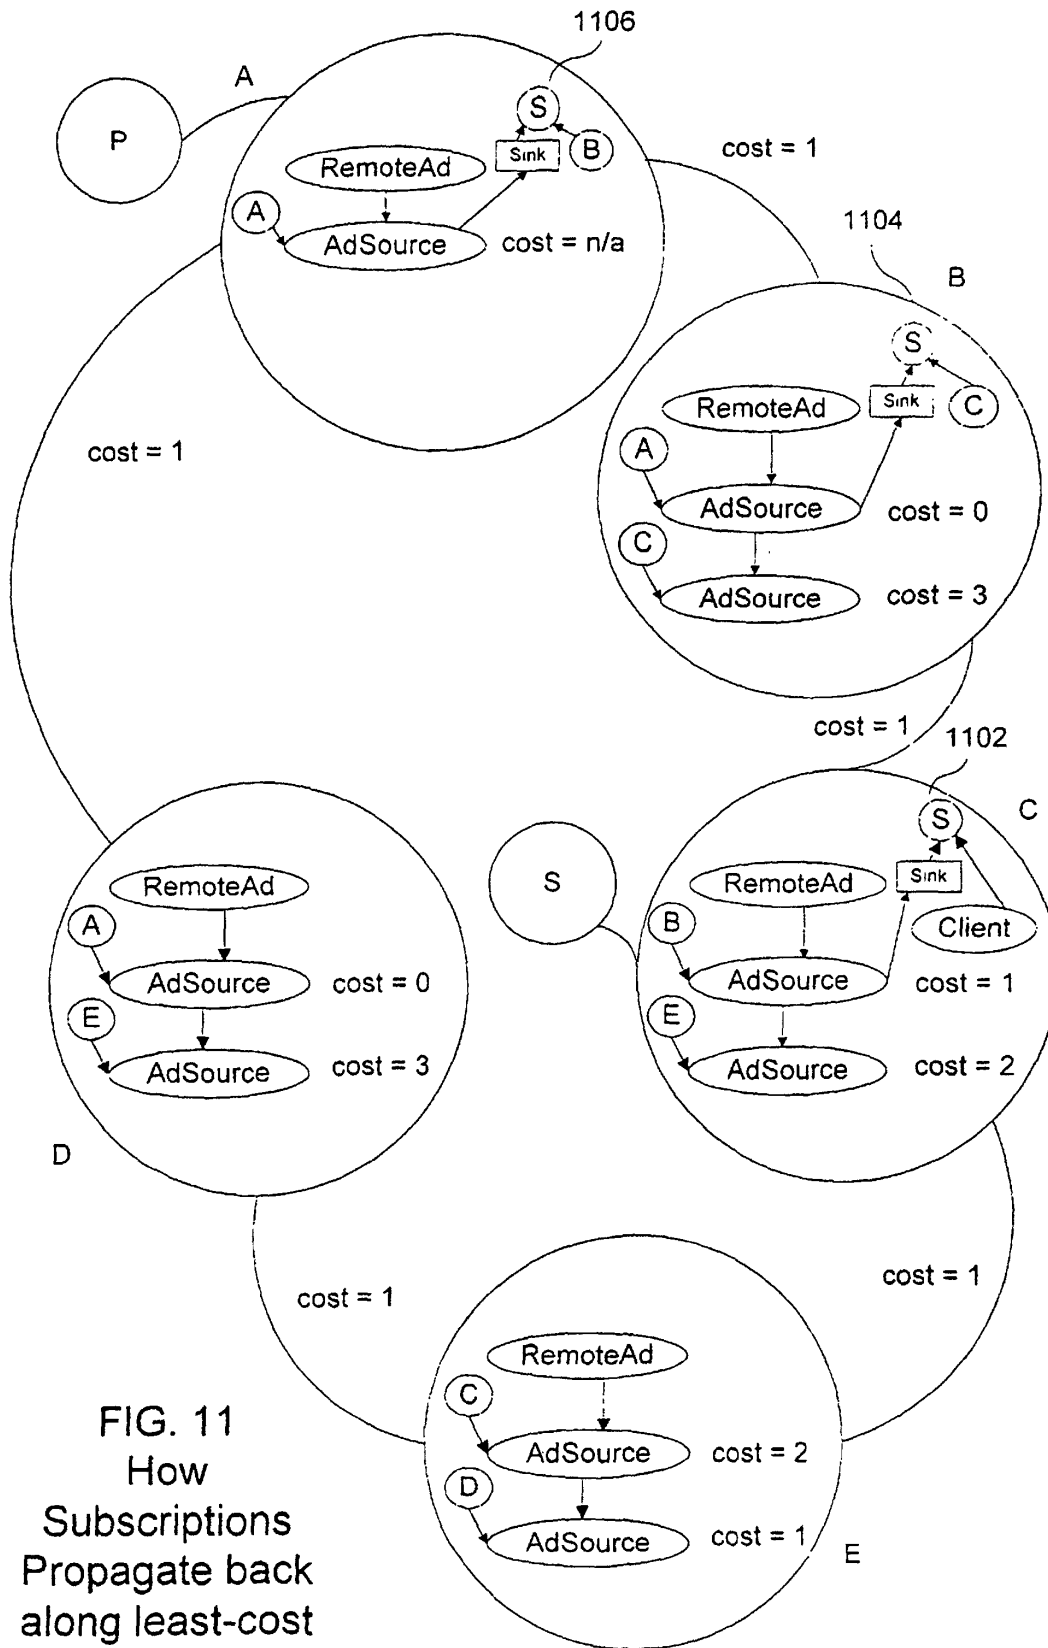 1106
A
P
S
Sink
B
RemoteAd
A
AdSource
cost = n/a
cost = 1
1104
B
S
Sink
C
RemoteAd
A
AdSource
cost = 0
C
AdSource
cost = 3
cost = 1
cost = 1
1102
C
S
S
Sink
RemoteAd
Client
B
AdSource
cost = 1
E
AdSource
cost = 2
RemoteAd
A
AdSource
cost = 0
E
AdSource
cost = 3
D
cost = 1
cost = 1
RemoteAd
C
AdSource
cost = 2
D
AdSource
cost = 1
E
FIG. 11
How
Subscriptions
Propagate back
along least-cost